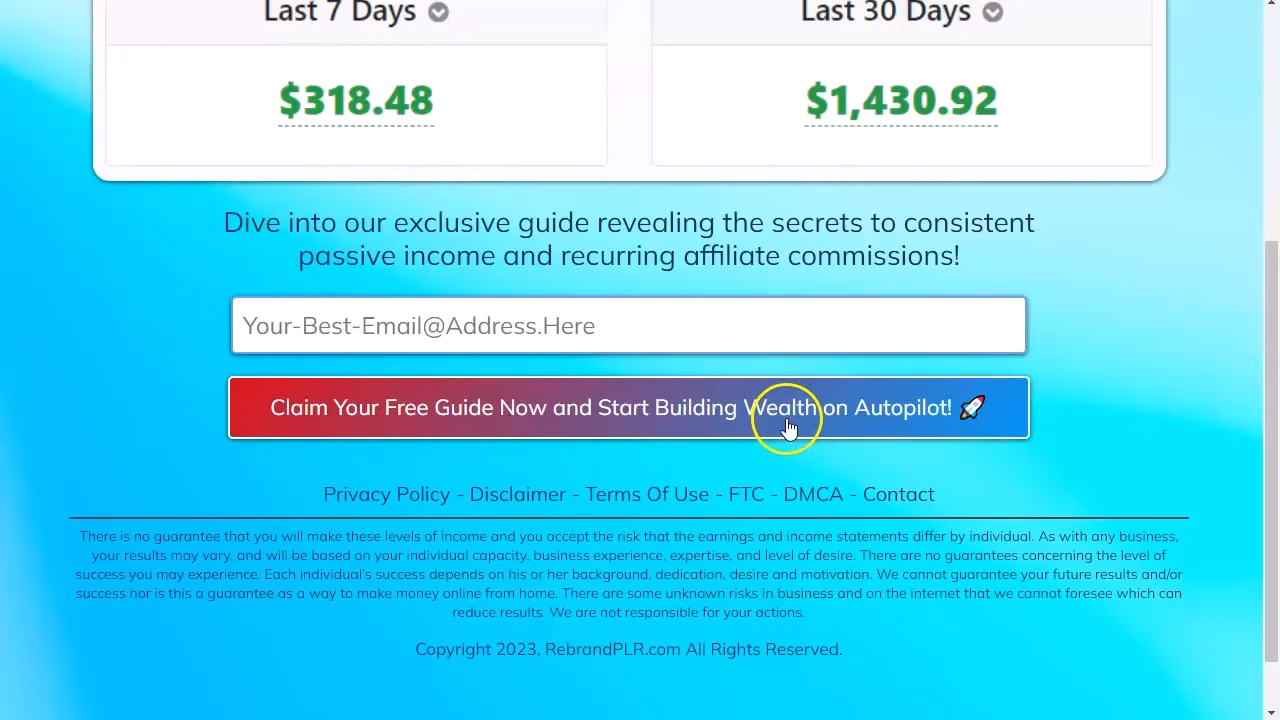 Last 7 Days
Last 30 Days
$318.48
$1,430.92
Dive into our exclusive guide revealing the secrets to consistent
passive income and recurring affiliate commissions!
Your-Best-Email@Address.Here
Claim Your Free Guide Now and Start Building Wealth on Autopilot! 🚀
Privacy Policy - Disclaimer - Terms Of Use - FTC - DMCA - Contact
There is no guarantee that you will make these levels of income and you accept the risk that the earnings and income statements differ by individual. As with any business,
your results may vary, and will be based on your individual capacity, business experience, expertise, and level of desire. There are no guarantees concerning the level of
success you may experience. Each individual's success depends on his or her background, dedication, desire and motivation. We cannot guarantee your future results and/or
success nor is this a guarantee as a way to make money online from home. There are some unknown risks in business and on the internet that we cannot foresee which can
reduce results. We are not responsible for your actions.
Copyright 2023, RebrandPLR.com All Rights Reserved.